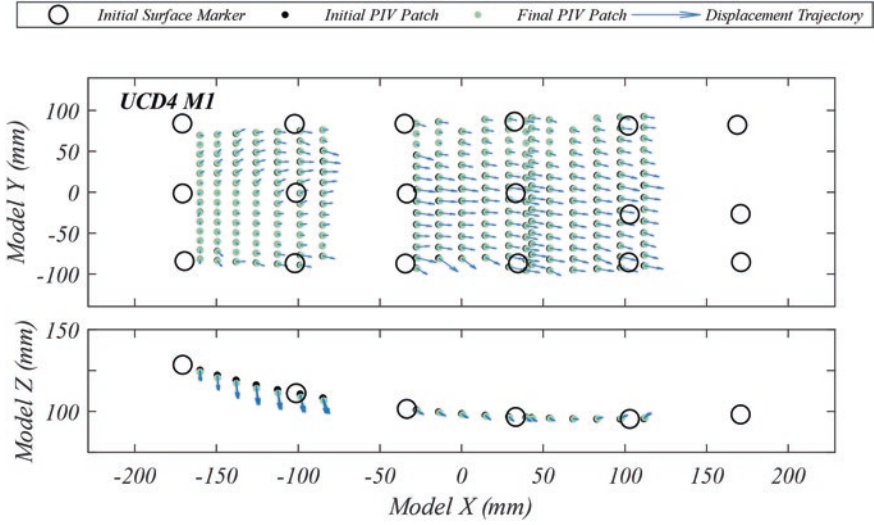 Initial Surface Marker Initial PIV Patch Final PIV Patch Displacement Trajectory
UCD4 M1
100
50
0
-50
-100
Model Y (mm)
150
100
Model Z (mm)
-200 -150 -100 -50 0 50 100 150 200
Model X (mm)